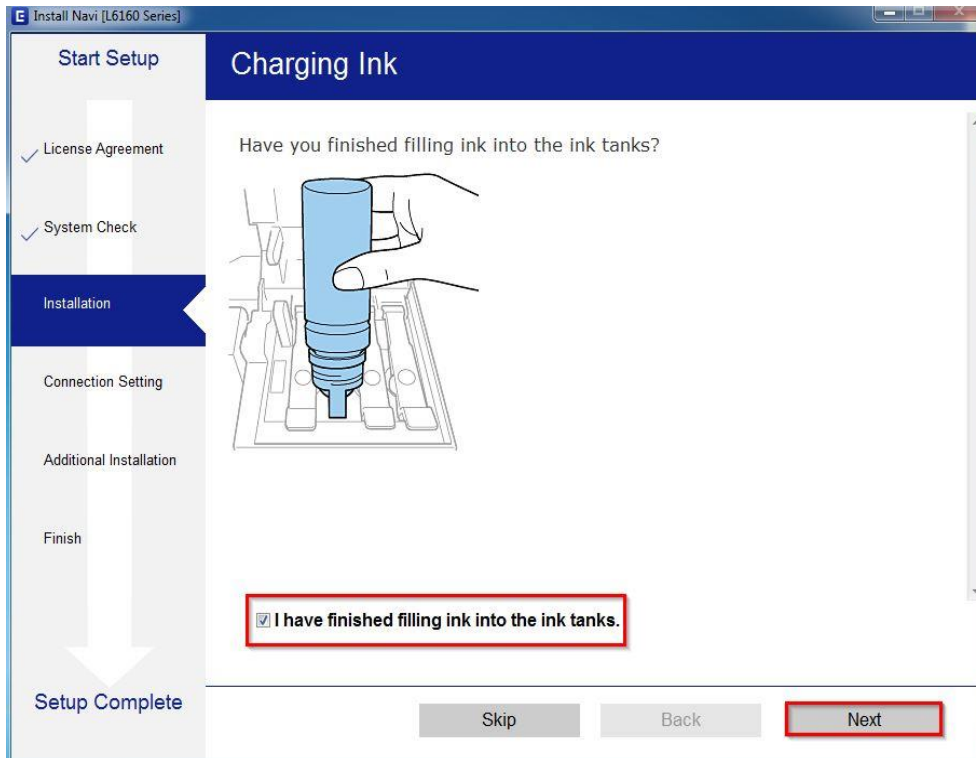 E Install Navi [L6160 Series]
Start Setup
Charging Ink
License Agreement
System Check
Installation
Connection Setting
Additional Installation
Finish
Setup Complete
Have you finished filling ink into the ink tanks?
I have finished filling ink into the ink tanks.
Skip
Back
Next